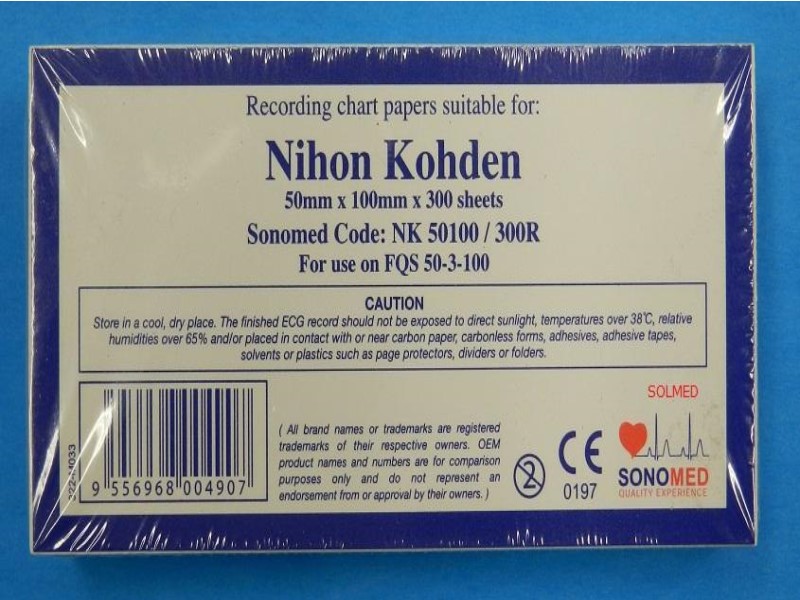 Recording chart papers suitable for:
Nihon Kohden
50mm x 100mm x 300 sheets
Sonomed Code: NK 50100 / 300R
For use on FQS 50-3-100
CAUTION
Store in a cool, dry place. The finished ECG record should not be exposed to direct sunlight, temperatures over 38℃, relative
humidities over 65% and/or placed in contact with or near carbon paper, carbonless forms, adhesives, adhesive tapes,
solvents or plastics such as page protectors, dividers or folders.
9 556968 004907
( All brand names or trademarks are registered
trademarks of their respective owners. OEM
product names and numbers are for comparison
purposes only and do not represent an
endorsement from or approval by their owners. )
2
CE
0197
SOLMED
SONOMED
QUALITY EXPERIENCE